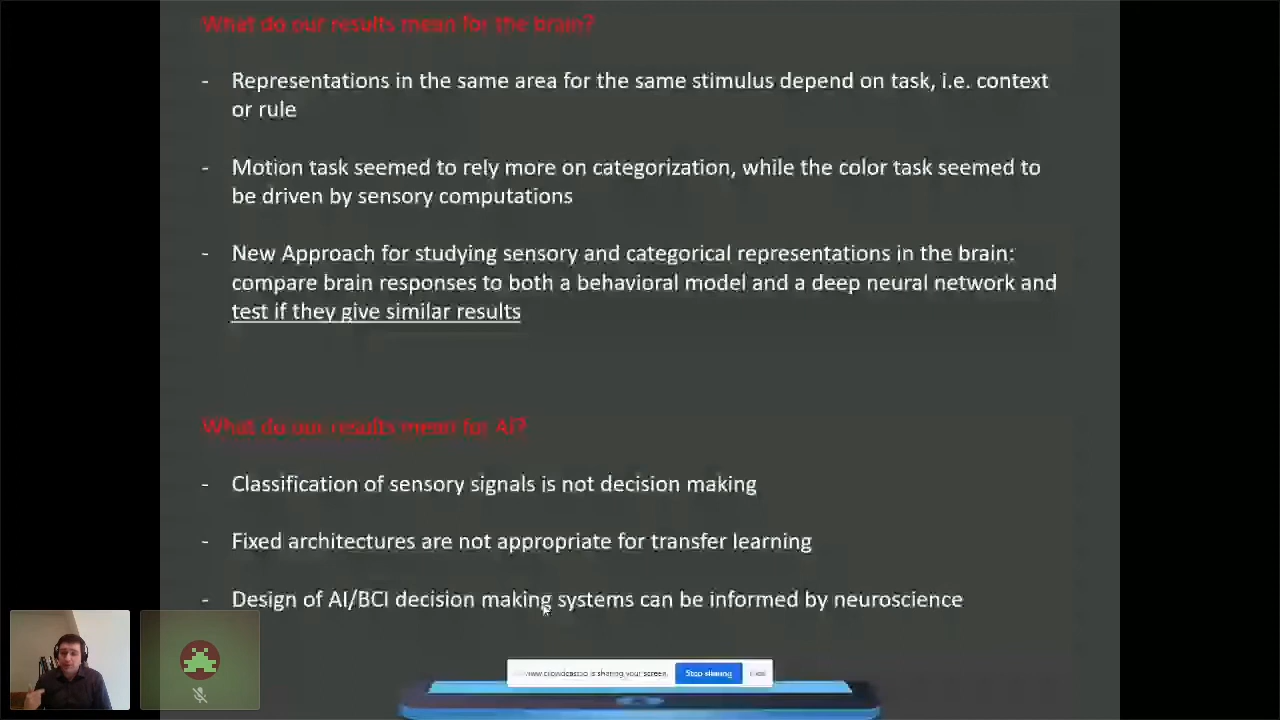 What do our results mean for the brain?
- Representations in the same area for the same stimulus depend on task, i.e. context
or rule
- Motion task seemed to rely more on categorization, while the color task seemed to
be driven by sensory computations
- New Approach for studying sensory and categorical representations in the brain:
compare brain responses to both a behavioral model and a deep neural network and
test if they give similar results
What do our results mean for AI?
- Classification of sensory signals is not decision making
- Fixed architectures are not appropriate for transfer learning
- Design of AI/BCI decision making systems can be informed by neuroscience
www.crowdcast.io is sharing your screen. Stop sharing Hide